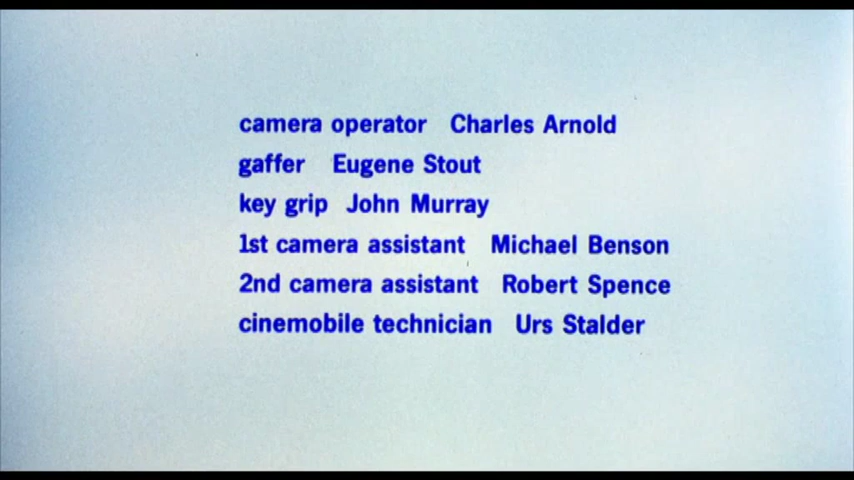 camera operator Charles Arnold
gaffer Eugene Stout
key grip John Murray
1st camera assistant Michael Benson
2nd camera assistant Robert Spence
cinemobile technician Urs Stalder